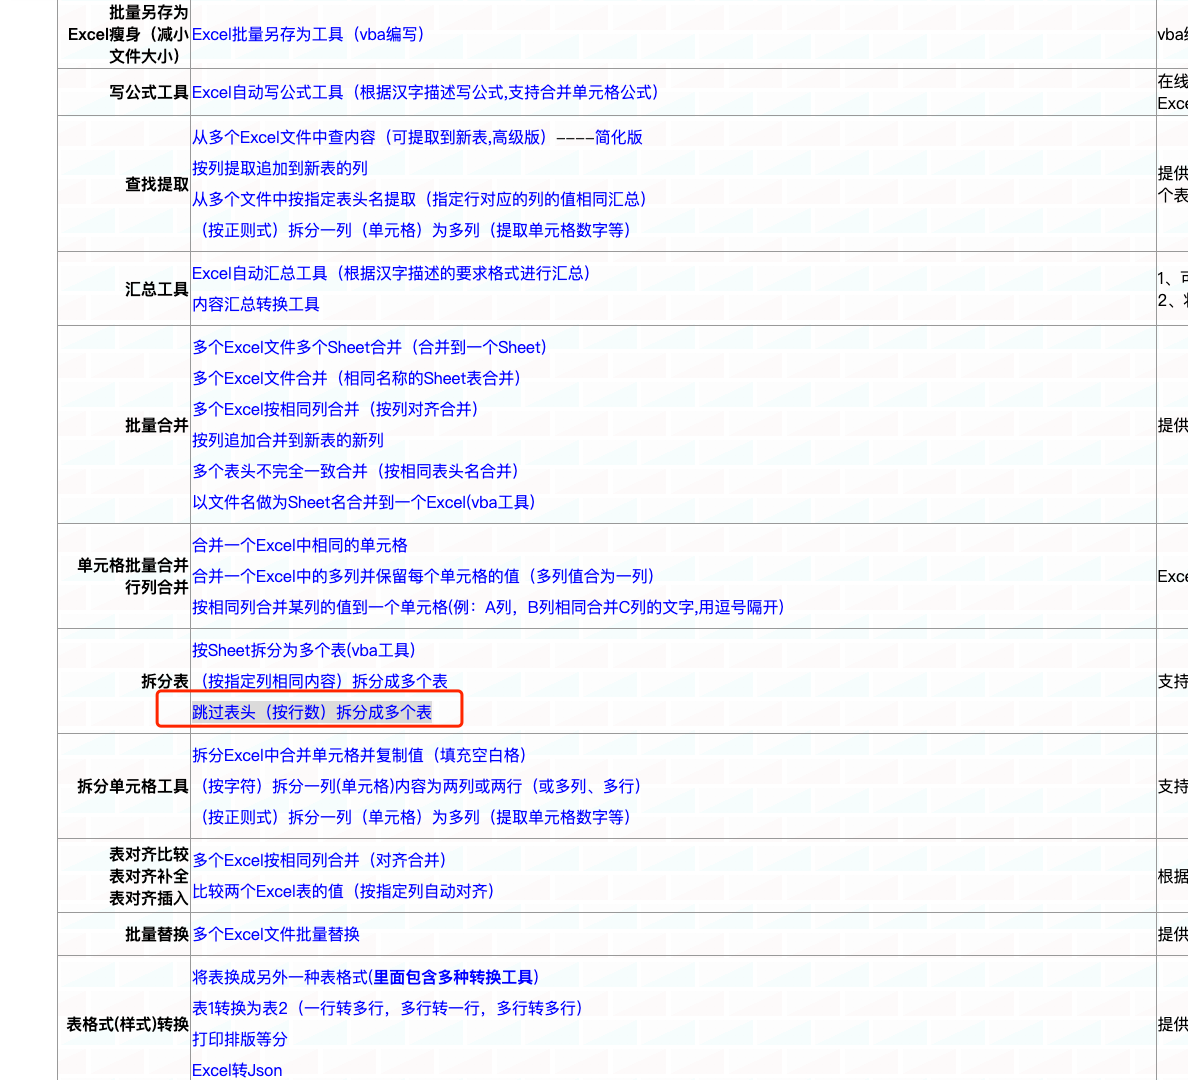 批量另存为
Excel瘦身（减小
文件大小）
Excel批量另存为工具（vba编写）
vba
写公式工具
Excel自动写公式工具（根据汉字描述写公式,支持合并单元格公式）
在线
Exce
查找提取
从多个Excel文件中查内容（可提取到新表,高级版）----简化版
按列提取追加到新表的列
从多个文件中按指定表头名提取（指定行对应的列的值相同汇总）
（按正则式）拆分一列（单元格）为多列（提取单元格数字等）
提供
个表
汇总工具
Excel自动汇总工具（根据汉字描述的要求格式进行汇总）
内容汇总转换工具
1、可
2、
批量合并
多个Excel文件多个Sheet合并（合并到一个Sheet）
多个Excel文件合并（相同名称的Sheet表合并）
多个Excel按相同列合并（按列对齐合并）
按列追加合并到新表的新列
多个表头不完全一致合并（按相同表头名合并）
以文件名做为Sheet名合并到一个Excel(vba工具)
提供
单元格批量合并
行列合并
合并一个Excel中相同的单元格
合并一个Excel中的多列并保留每个单元格的值（多列值合为一列）
按相同列合并某列的值到一个单元格(例：A列，B列相同合并C列的文字,用逗号隔开)
Exce
拆分表
按Sheet拆分为多个表(vba工具)
（按指定列相同内容）拆分成多个表
跳过表头（按行数）拆分成多个表
支持
拆分单元格工具
拆分Excel中合并单元格并复制值（填充空白格）
（按字符）拆分一列(单元格)内容为两列或两行（或多列、多行）
（按正则式）拆分一列（单元格）为多列（提取单元格数字等）
支持
表对齐比较
表对齐补全
表对齐插入
多个Excel按相同列合并（对齐合并）
比较两个Excel表的值（按指定列自动对齐）
根据
批量替换
多个Excel文件批量替换
提供
表格式(样式)转换
将表换成另外一种表格式(里面包含多种转换工具)
表1转换为表2（一行转多行，多行转一行，多行转多行）
打印排版等分
Excel转Json
提供